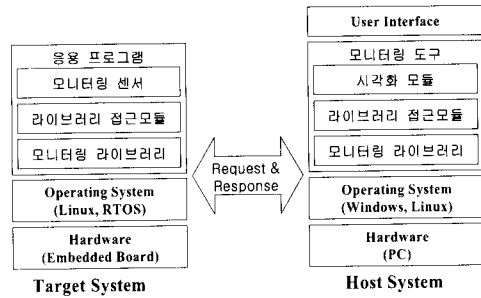 응용 프로그램
모니터링 센서
라이브러리 접근모듈
모니터링 라이브러리
Operating System
(Linux, RTOS)
Hardware
(Embedded Board)
Target System
Request &
Response
User Interface
모니터링 도구
시각화 모듈
라이브러리 접근모듈
모니터링 라이브러리
Operating System
(Windows, Linux)
Hardware
(PC)
Host System